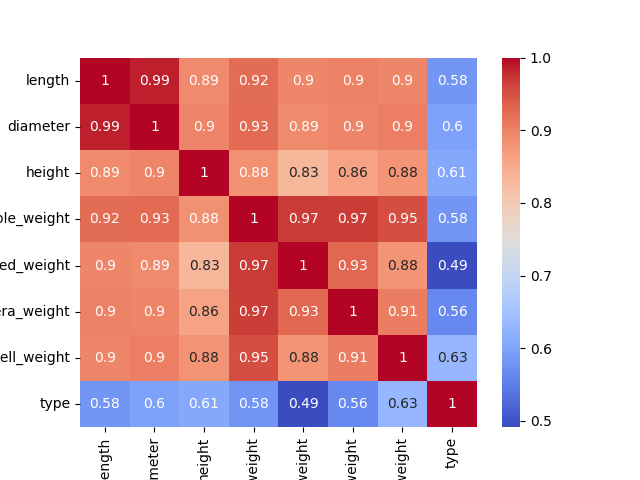 length 1 0.99 0.89 0.92 0.9 0.9 0.9 0.58 1.0
diameter 0.99 1 0.9 0.93 0.89 0.9 0.9 0.6 0.9
height 0.89 0.9 1 0.88 0.83 0.86 0.88 0.61 0.8
ole_weight 0.92 0.93 0.88 1 0.97 0.97 0.95 0.58
ed_weight 0.9 0.89 0.83 0.97 1 0.93 0.88 0.49 0.7
era_weight 0.9 0.9 0.86 0.97 0.93 1 0.91 0.56 0.6
ell_weight 0.9 0.9 0.88 0.95 0.88 0.91 1 0.63
type 0.58 0.6 0.61 0.58 0.49 0.56 0.63 1 0.5
ength meter height weight weight weight weight type